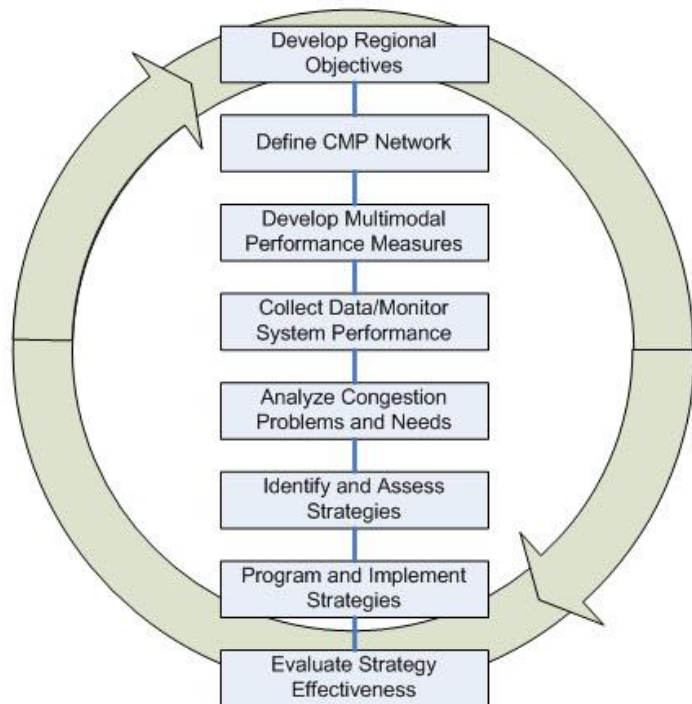 Develop Regional
Objectives
Define CMP Network
Develop Multimodal
Performance Measures
Collect Data/Monitor
System Performance
Analyze Congestion
Problems and Needs
Identify and Assess
Strategies
Program and Implement
Strategies
Evaluate Strategy
Effectiveness